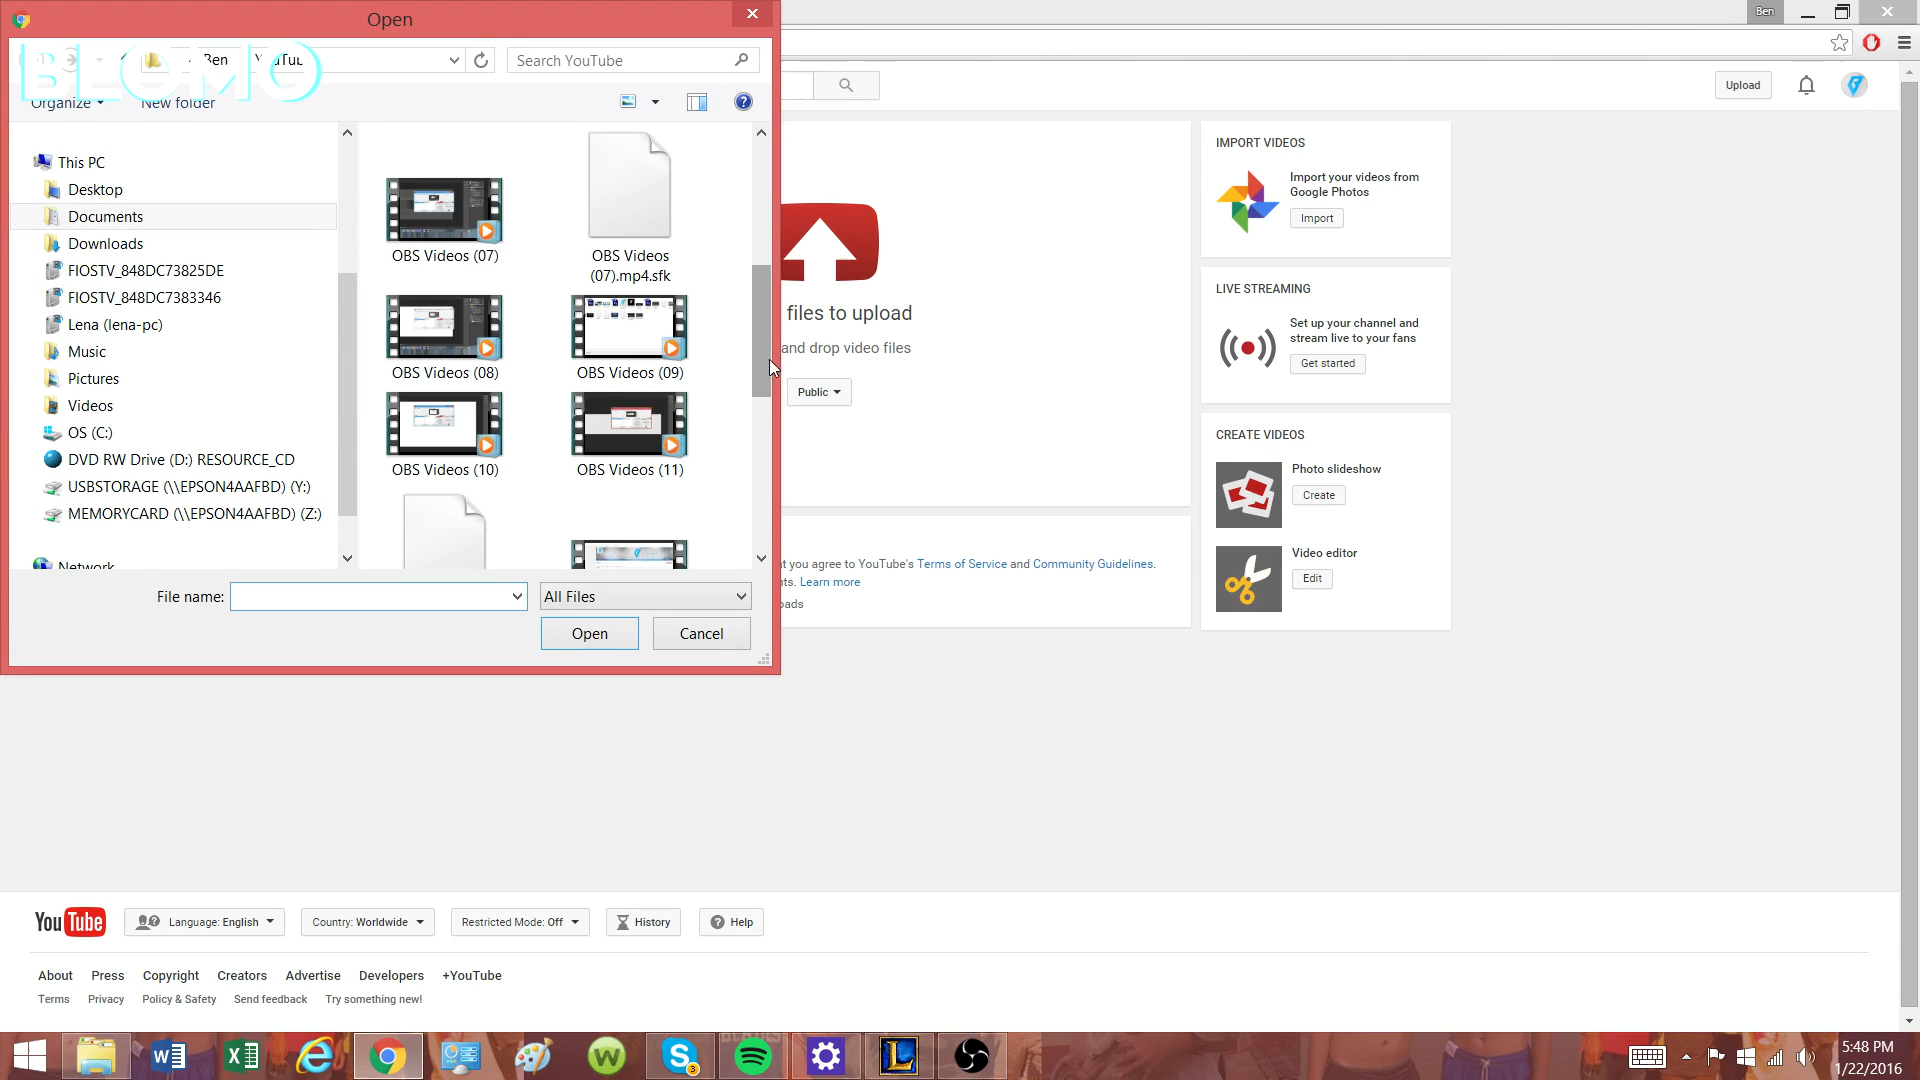 Open
Ben
BLOMO
Ben
Search YouTube
Organize
New folder
Upload
This PC
Desktop
Documents
Downloads
FIOSTV_848DC73825DE
FIOSTV_848DC7383346
Lena (lena-pc)
Music
Pictures
Videos
OS (C:)
DVD RW Drive (D:) RESOURCE_CD
USBSTORAGE (\\EPSON4AAFBD) (Y:)
MEMORYCARD (\\EPSON4AAFBD) (Z:)
Network
OBS Videos (07)
OBS Videos
(07).mp4.sfk
OBS Videos (08)
OBS Videos (09)
OBS Videos (10)
OBS Videos (11)
File name:
All Files
Open
Cancel
files to upload
and drop video files
Public
t you agree to YouTube's Terms of Service and Community Guidelines.
Learn more
IMPORT VIDEOS
Import your videos from
Google Photos
Import
LIVE STREAMING
Set up your channel and
stream live to your fans
Get started
CREATE VIDEOS
Photo slideshow
Create
Video editor
Edit
YouTube
Language: English
Country: Worldwide
Restricted Mode: Off
History
Help
About Press Copyright Creators Advertise Developers +YouTube
Terms Privacy Policy & Safety Send feedback Try something new!
3
5:48 PM
1/22/2016